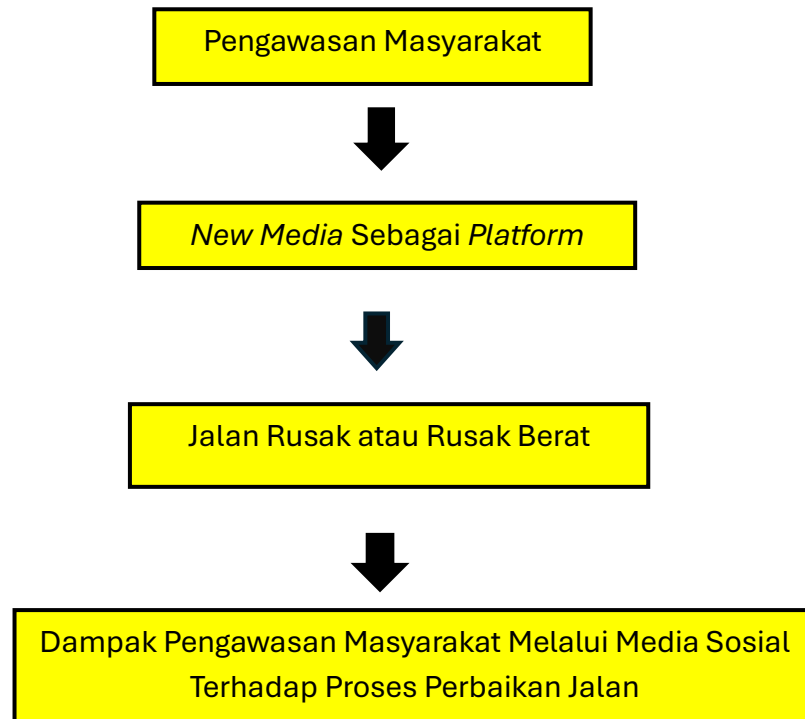 Pengawasan Masyarakat
New Media Sebagai Platform
Jalan Rusak atau Rusak Berat
Dampak Pengawasan Masyarakat Melalui Media Sosial
Terhadap Proses Perbaikan Jalan